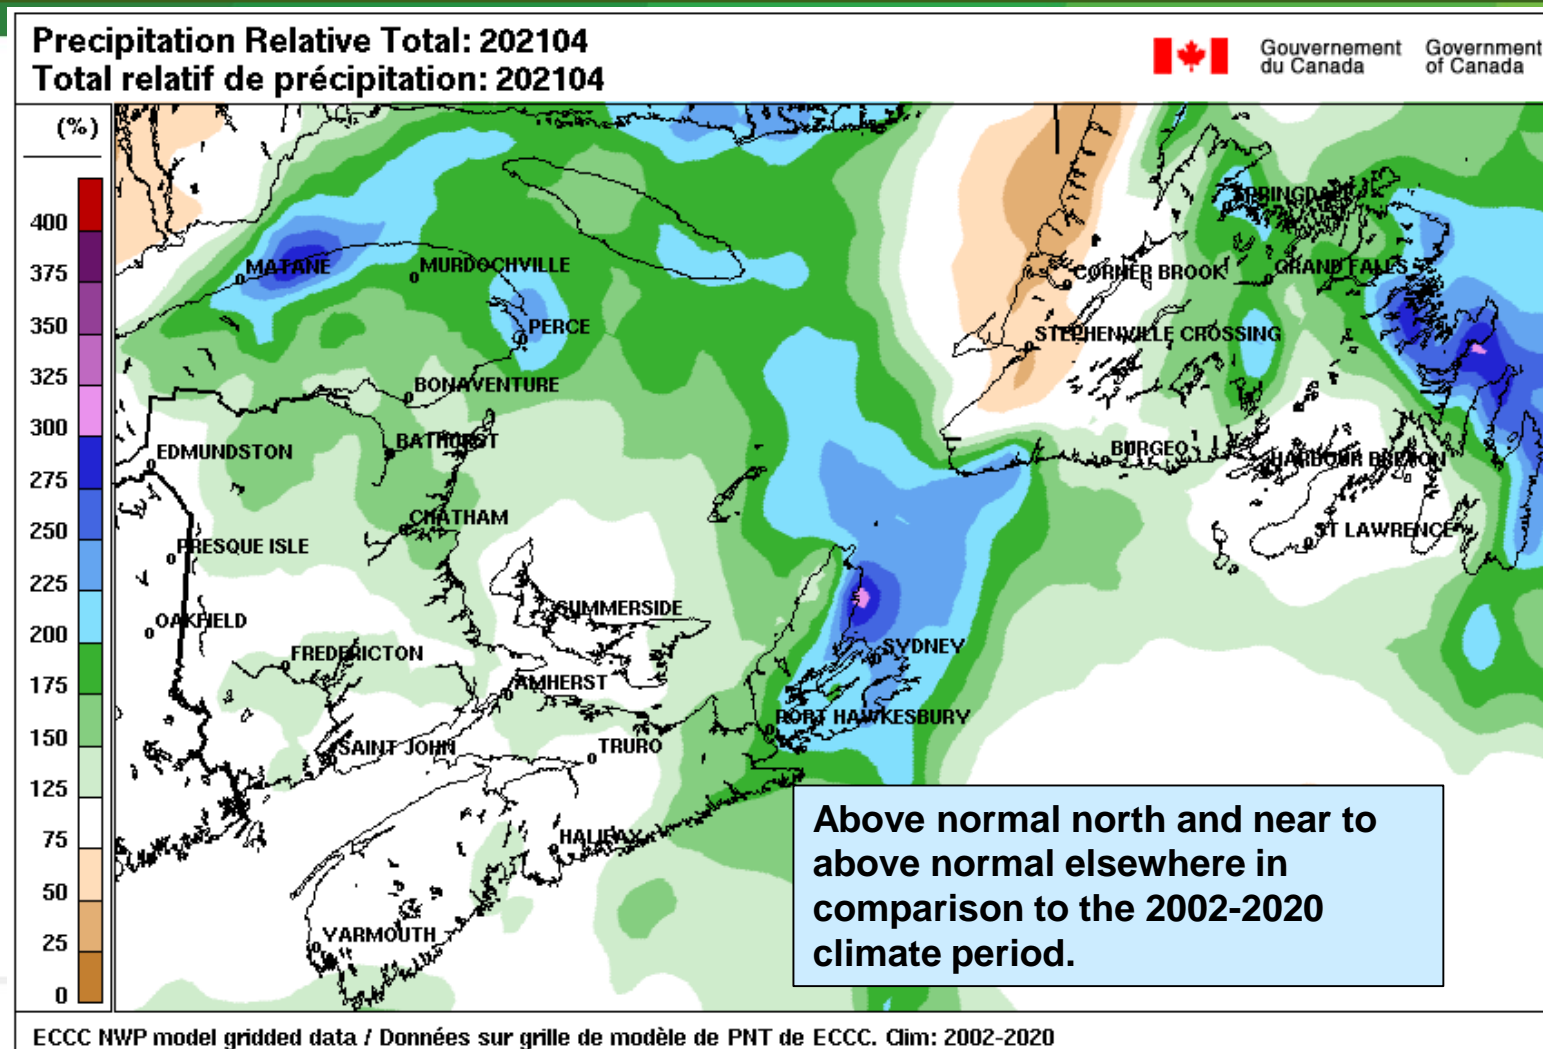 Precipitation Relative Total: 202104
Total relatif de précipitation: 202104
Gouvernement du Canada
Government of Canada
(%)
400
375
350
325
300
275
250
225
200
175
150
125
75
50
25
0
MATANE
MURDOCHVILLE
PERCE
BONAVENTURE
EDMUNDSTON
BATHURST
CHATHAM
PRESQUE ISLE
OAKFIELD
FREDERICTON
SUMMERSIDE
AMHERST
SAINT JOHN
TRURO
HALIFAX
YARMOUTH
SYDNEY
PORT HAWKESBURY
SPRINGDALE
CORNER BROOK
GRAND FALLS
STEPHENVILLE CROSSING
BURGEO
HARBOUR BRETON
ST LAWRENCE
Above normal north and near to
above normal elsewhere in
comparison to the 2002-2020
climate period.
ECCC NWP model gridded data / Données sur grille de modèle de PNT de ECCC. Clim: 2002-2020